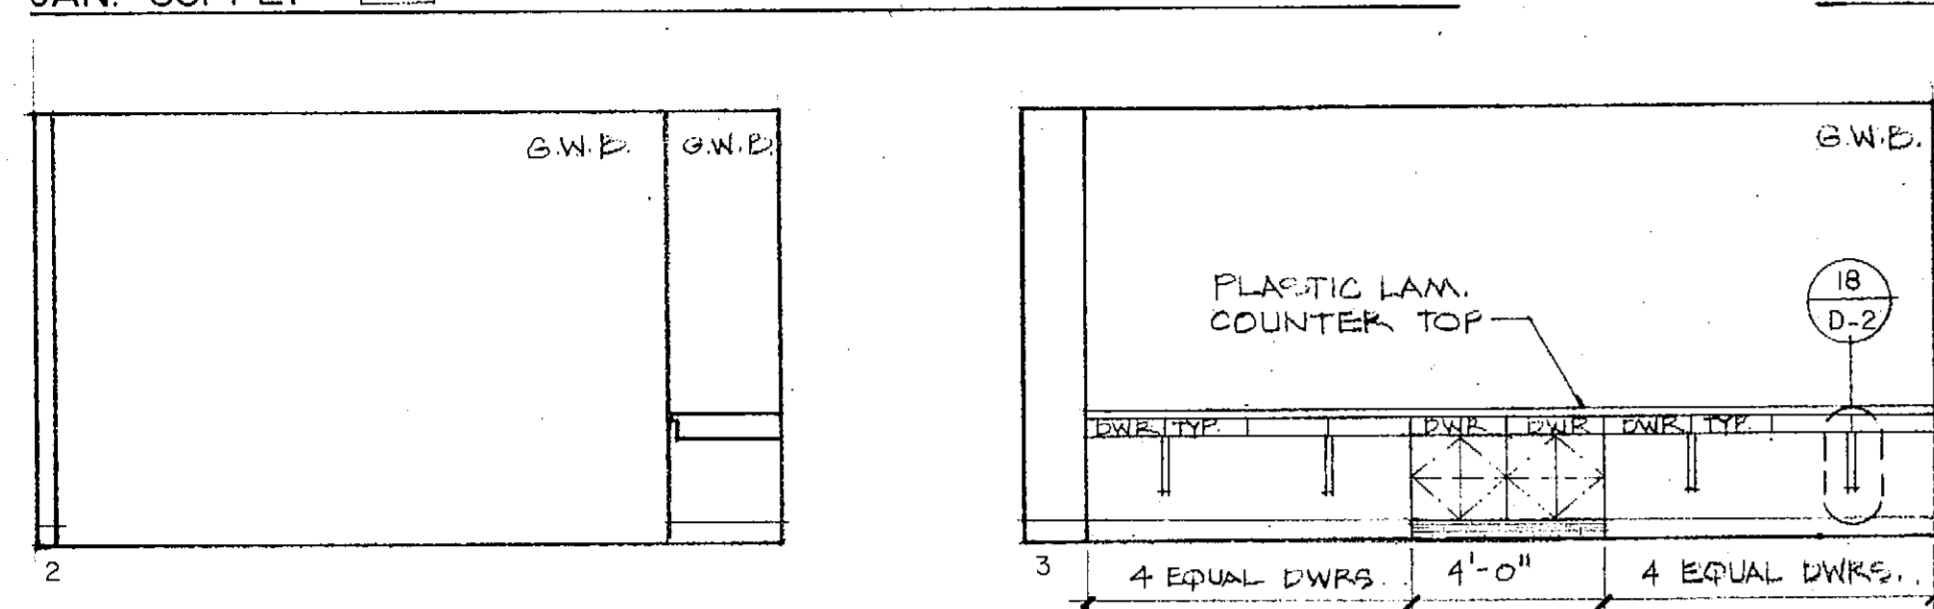 JAN. SUPPLY
G.W.B. G.W.B.
G.W.B.
PLASTIC LAM.
COUNTER TOP
18
D-2
DWR. TYP. DWR DWR DWR. TYP.
2
3
4 EQUAL DWRS. 4'-0" 4 EQUAL DWRS.